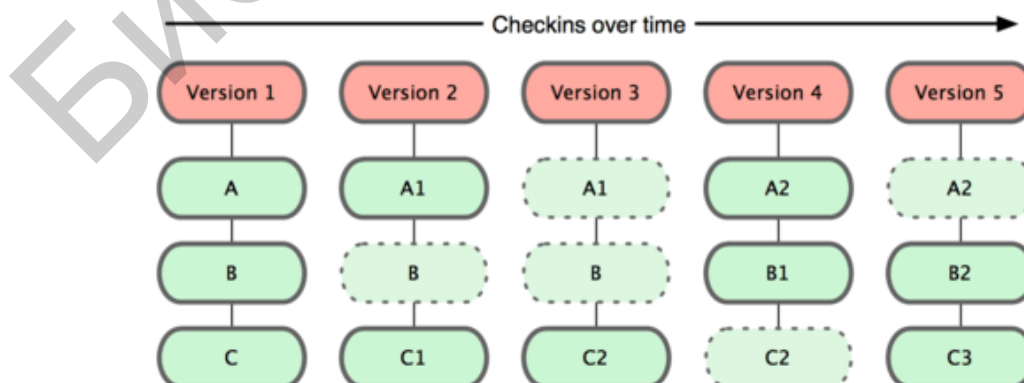 Checkins over time
Version 1 Version 2 Version 3 Version 4 Version 5
A A1 A1 A2 A2
B B B B1 B2
C C1 C2 C2 C3